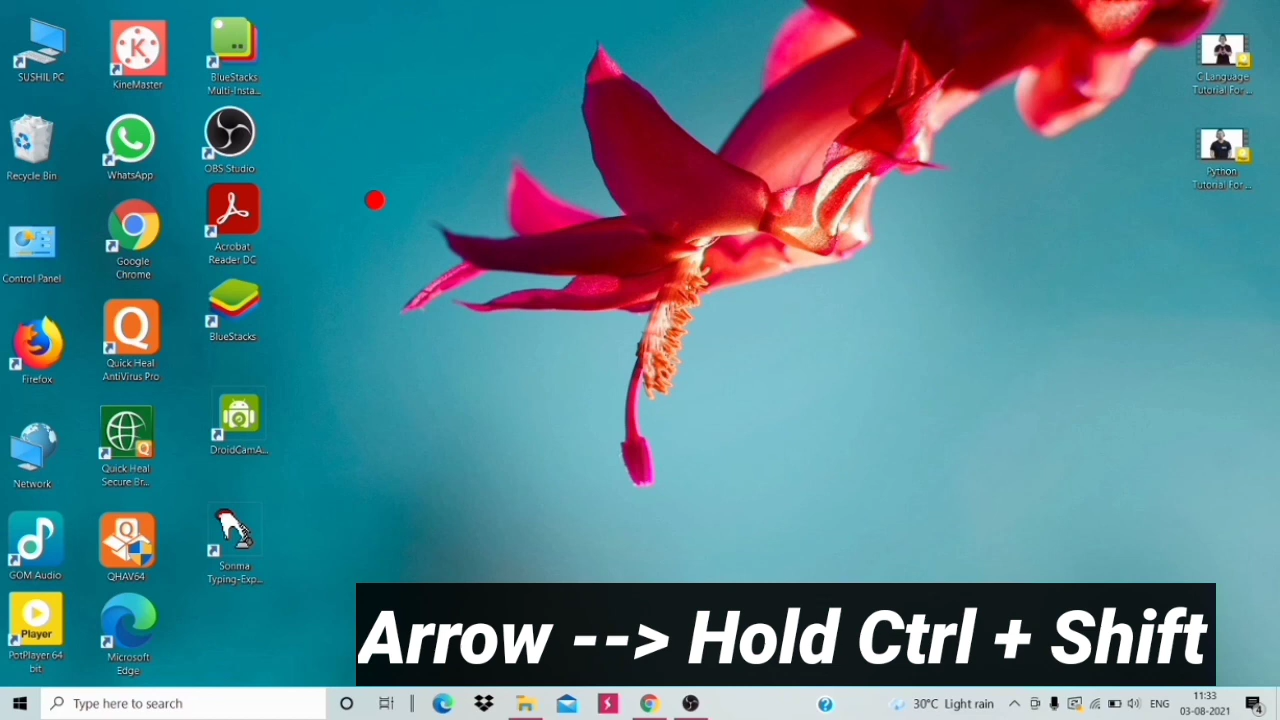 SUSHIL PC
Recycle Bin
Control Panel
Firefox
Network
GOM Audio
Player
PotPlayer 64
bit
K
KineMaster
WhatsApp
Google
Chrome
Q
Quick Heal
AntiVirus Pro
Q
Quick Heal
Secure Br...
Q
QHAV64
Microsoft
Edge
BlueStacks
Multi-Insta...
OBS Studio
Acrobat
Reader DC
BlueStacks
DroidCamA...
Sonma
Typing-Exp...
C Language
Tutorial For ...
Python
Tutorial For ...
Arrow --> Hold Ctrl + Shift
Type here to search
?
30°C Light rain
ENG
11:33
03-08-2021
4